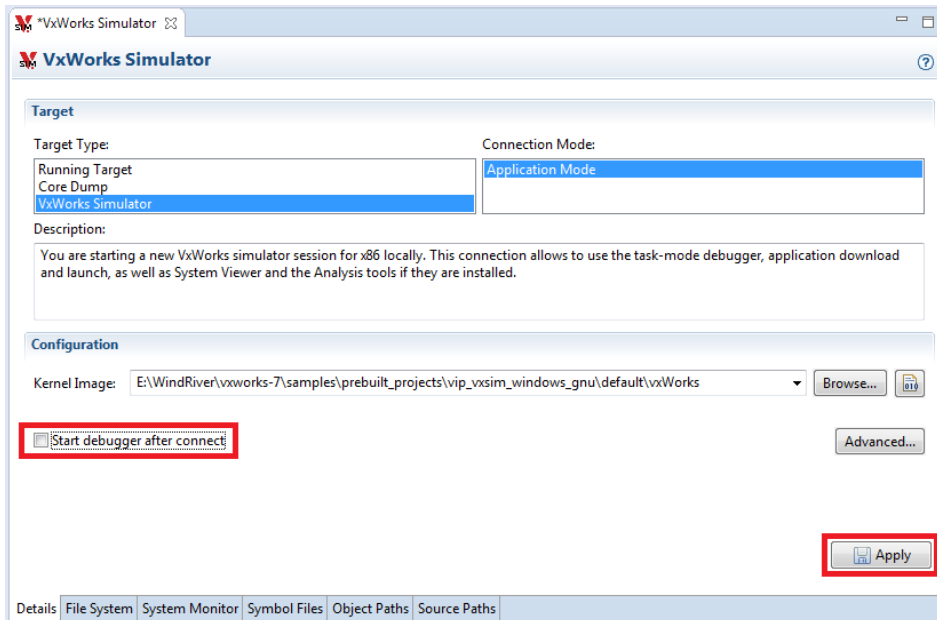 *VxWorks Simulator
VxWorks Simulator
Target
Target Type:
Connection Mode:
Running Target
Core Dump
VxWorks Simulator
Application Mode
Description:
You are starting a new VxWorks simulator session for x86 locally. This connection allows to use the task-mode debugger, application download
and launch, as well as System Viewer and the Analysis tools if they are installed.
Configuration
Kernel Image: E:\WindRiver\vxworks-7\samples\prebuilt_projects\vip_vxsim_windows_gnu\default\vxWorks Browse...
Start debugger after connect Advanced...
Apply
Details File System System Monitor Symbol Files Object Paths Source Paths